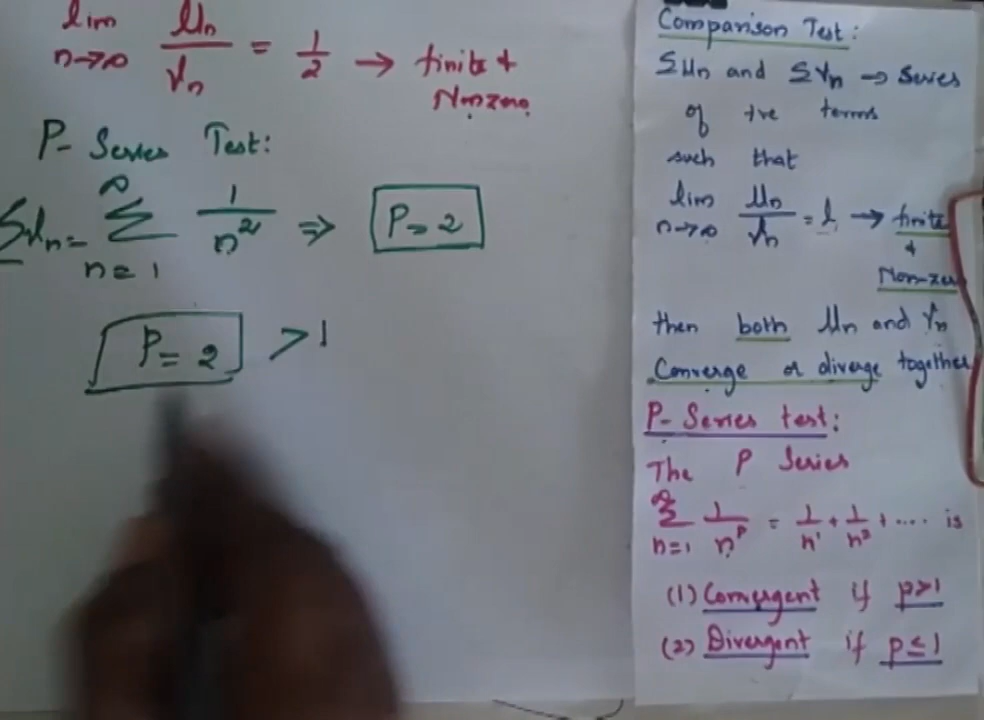 lim n→∞ Un/Vn = 1/2 → finite &
Nonzero.
P- Series Test:
ΣVn = ∞ Σ n=1 1/n² ⇒ P=2
P=2 >1
Comparison Test:
ΣUn and ΣVn → Series
of +ve terms
such that
lim n→∞ Un/Vn = l → finite
&
Non-zer
then both Un and Vn
Converge or diverge together
P- Series test:
The P Series
∞ Σ n=1 1/n^p = 1/n¹ + 1/n² + .... is
(1) Convergent if p>1
(2) Divergent if p≤1